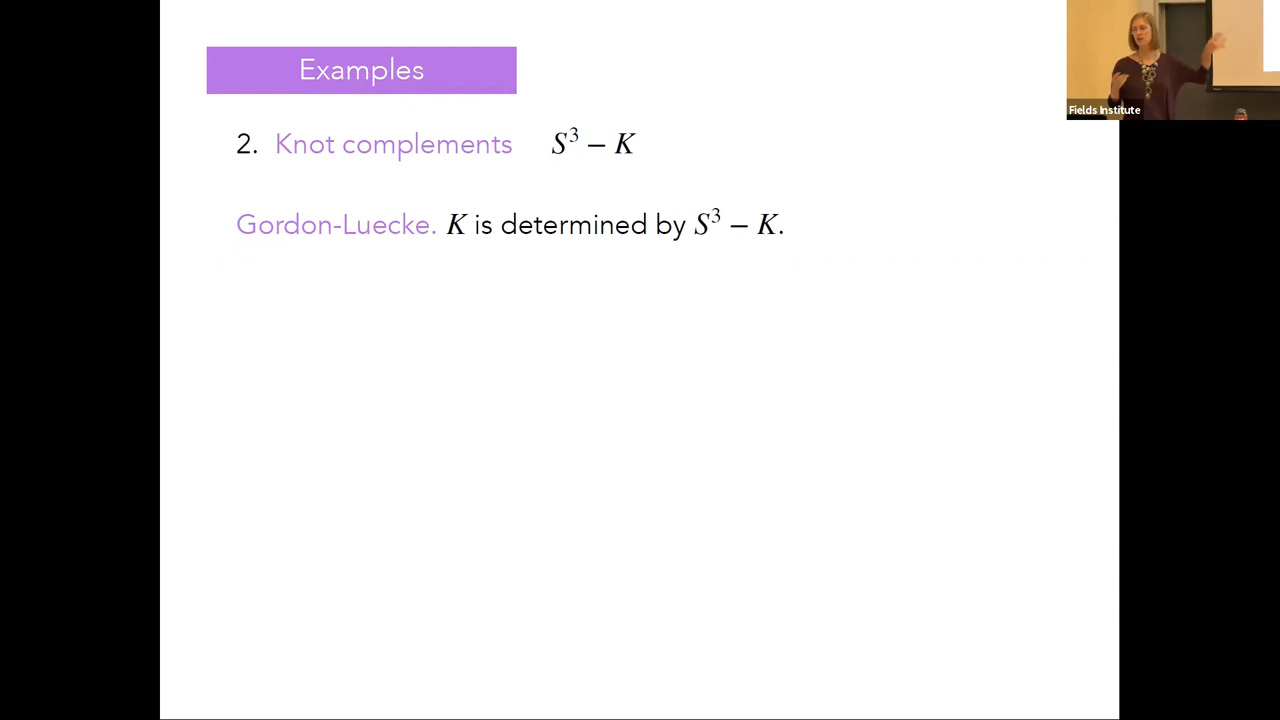 Examples
Fields Institute
2. Knot complements S³ − K
Gordon-Luecke. K is determined by S³ − K.